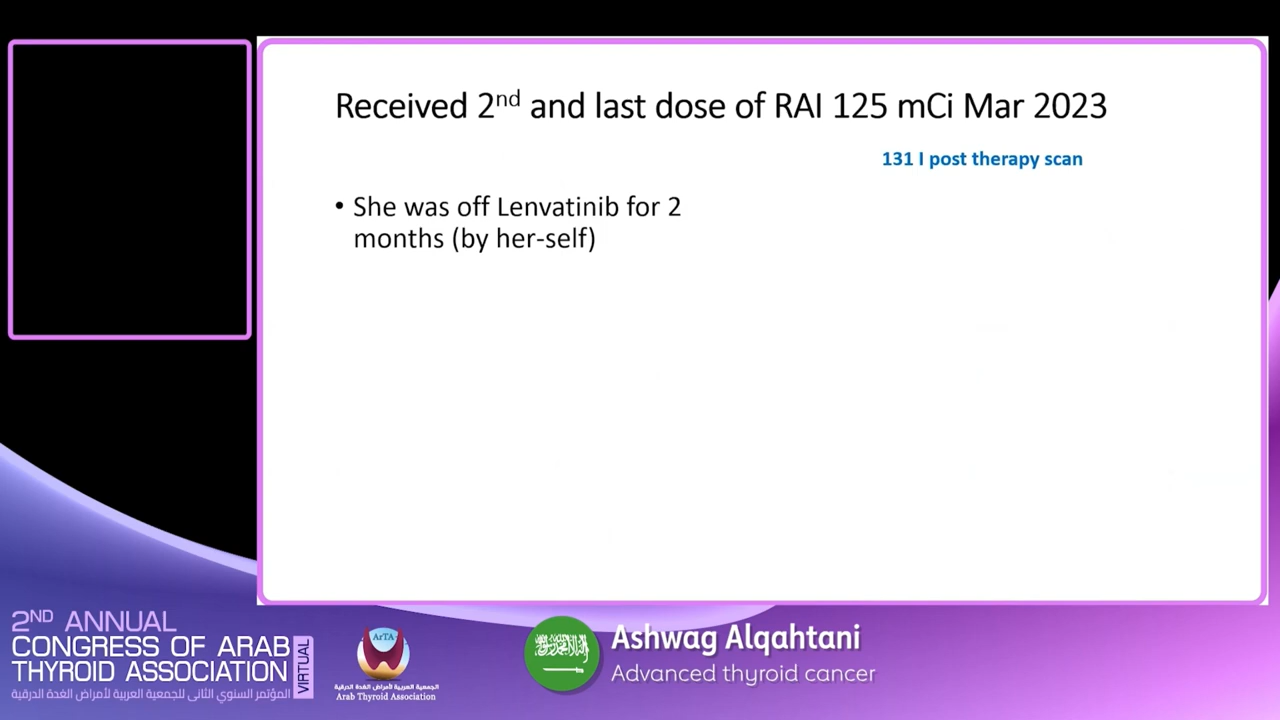 Received 2nd and last dose of RAI 125 mCi Mar 2023
131 I post therapy scan
• She was off Lenvatinib for 2
months (by her-self)
2ND ANNUAL
CONGRESS OF ARAB
THYROID ASSOCIATION
VIRTUAL
المؤتمر السنوي الثاني للجمعية العربية لأمراض الغدة الدرقية
ArTA
الجمعية العربية لأمراض الغدة الدرقية
Arab Thyroid Association
Ashwag Alqahtani
Advanced thyroid cancer